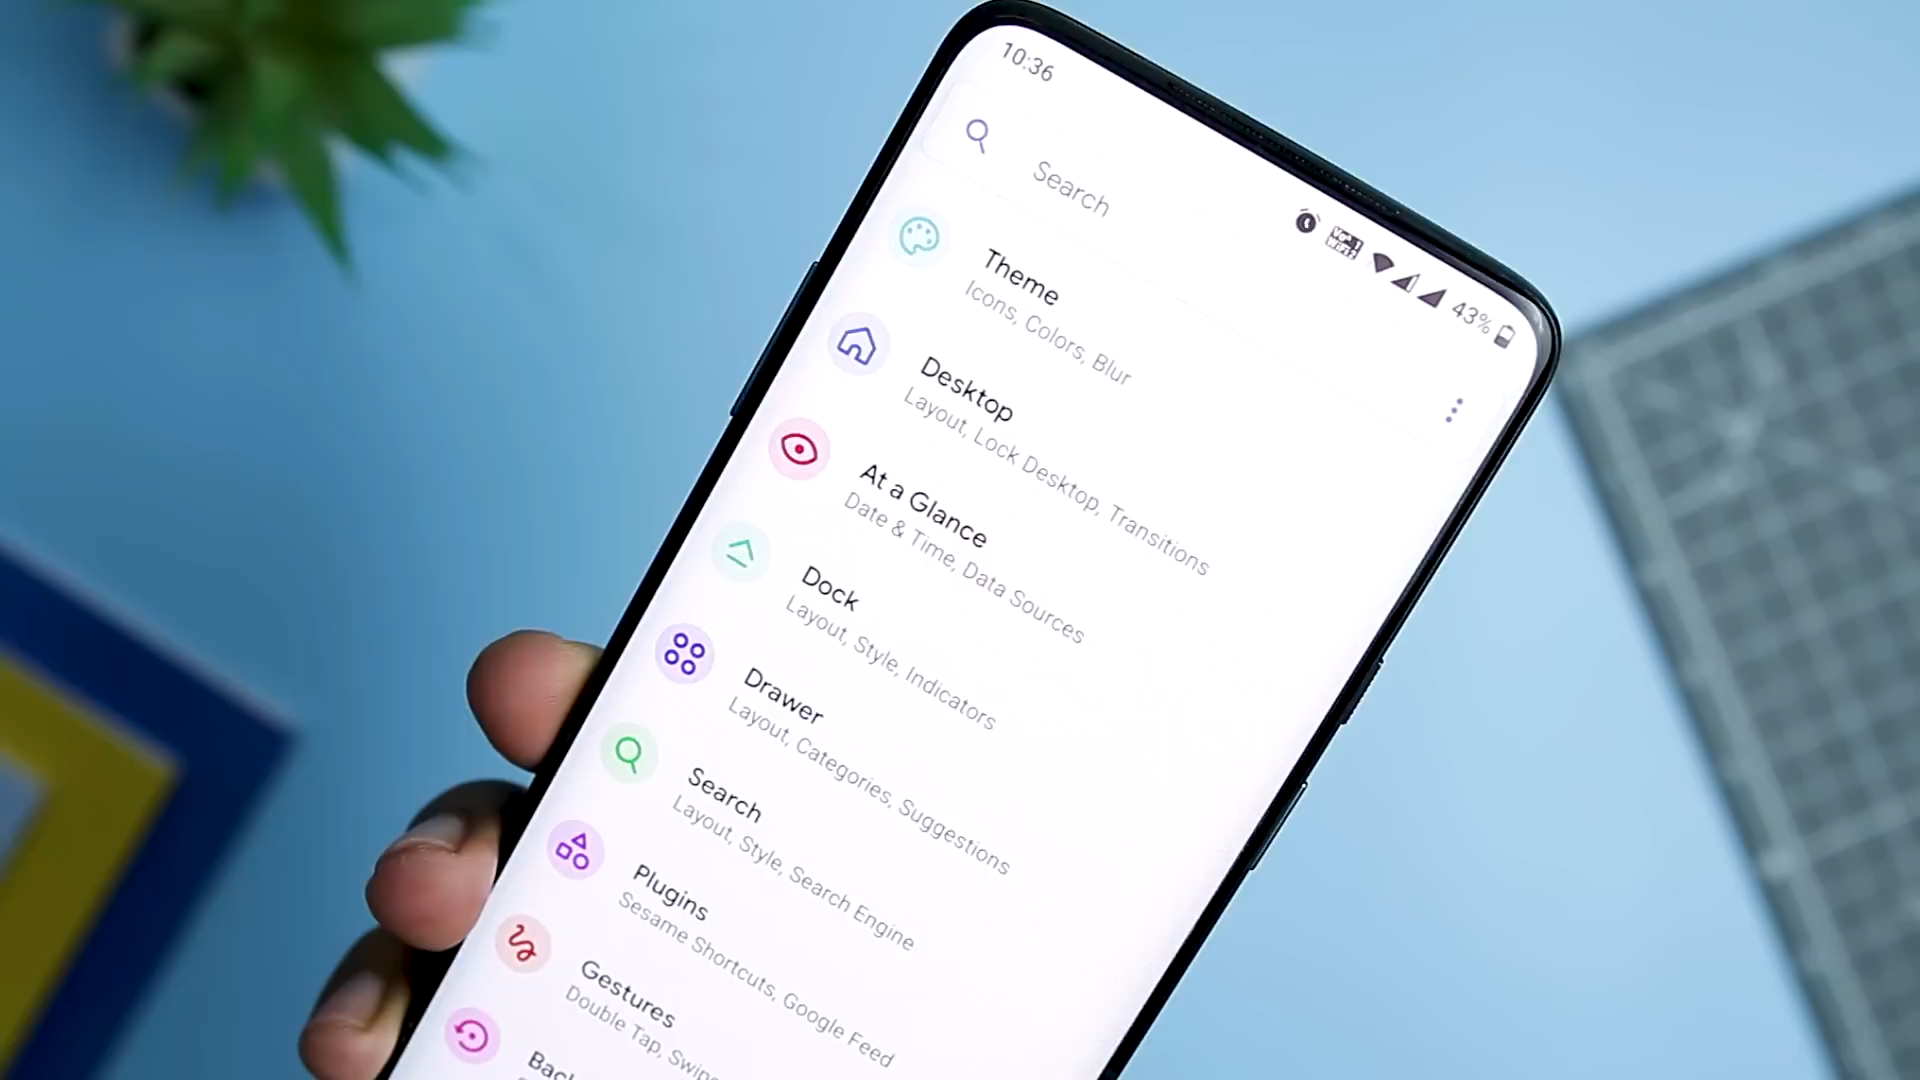 10:36
43%
Search
Theme
Icons, Colors, Blur
Desktop
Layout, Lock Desktop, Transitions
At a Glance
Date & Time, Data Sources
Dock
Layout, Style, Indicators
Drawer
Layout, Categories, Suggestions
Search
Layout, Style, Search Engine
Plugins
Sesame Shortcuts, Google Feed
Gestures
Double Tap,